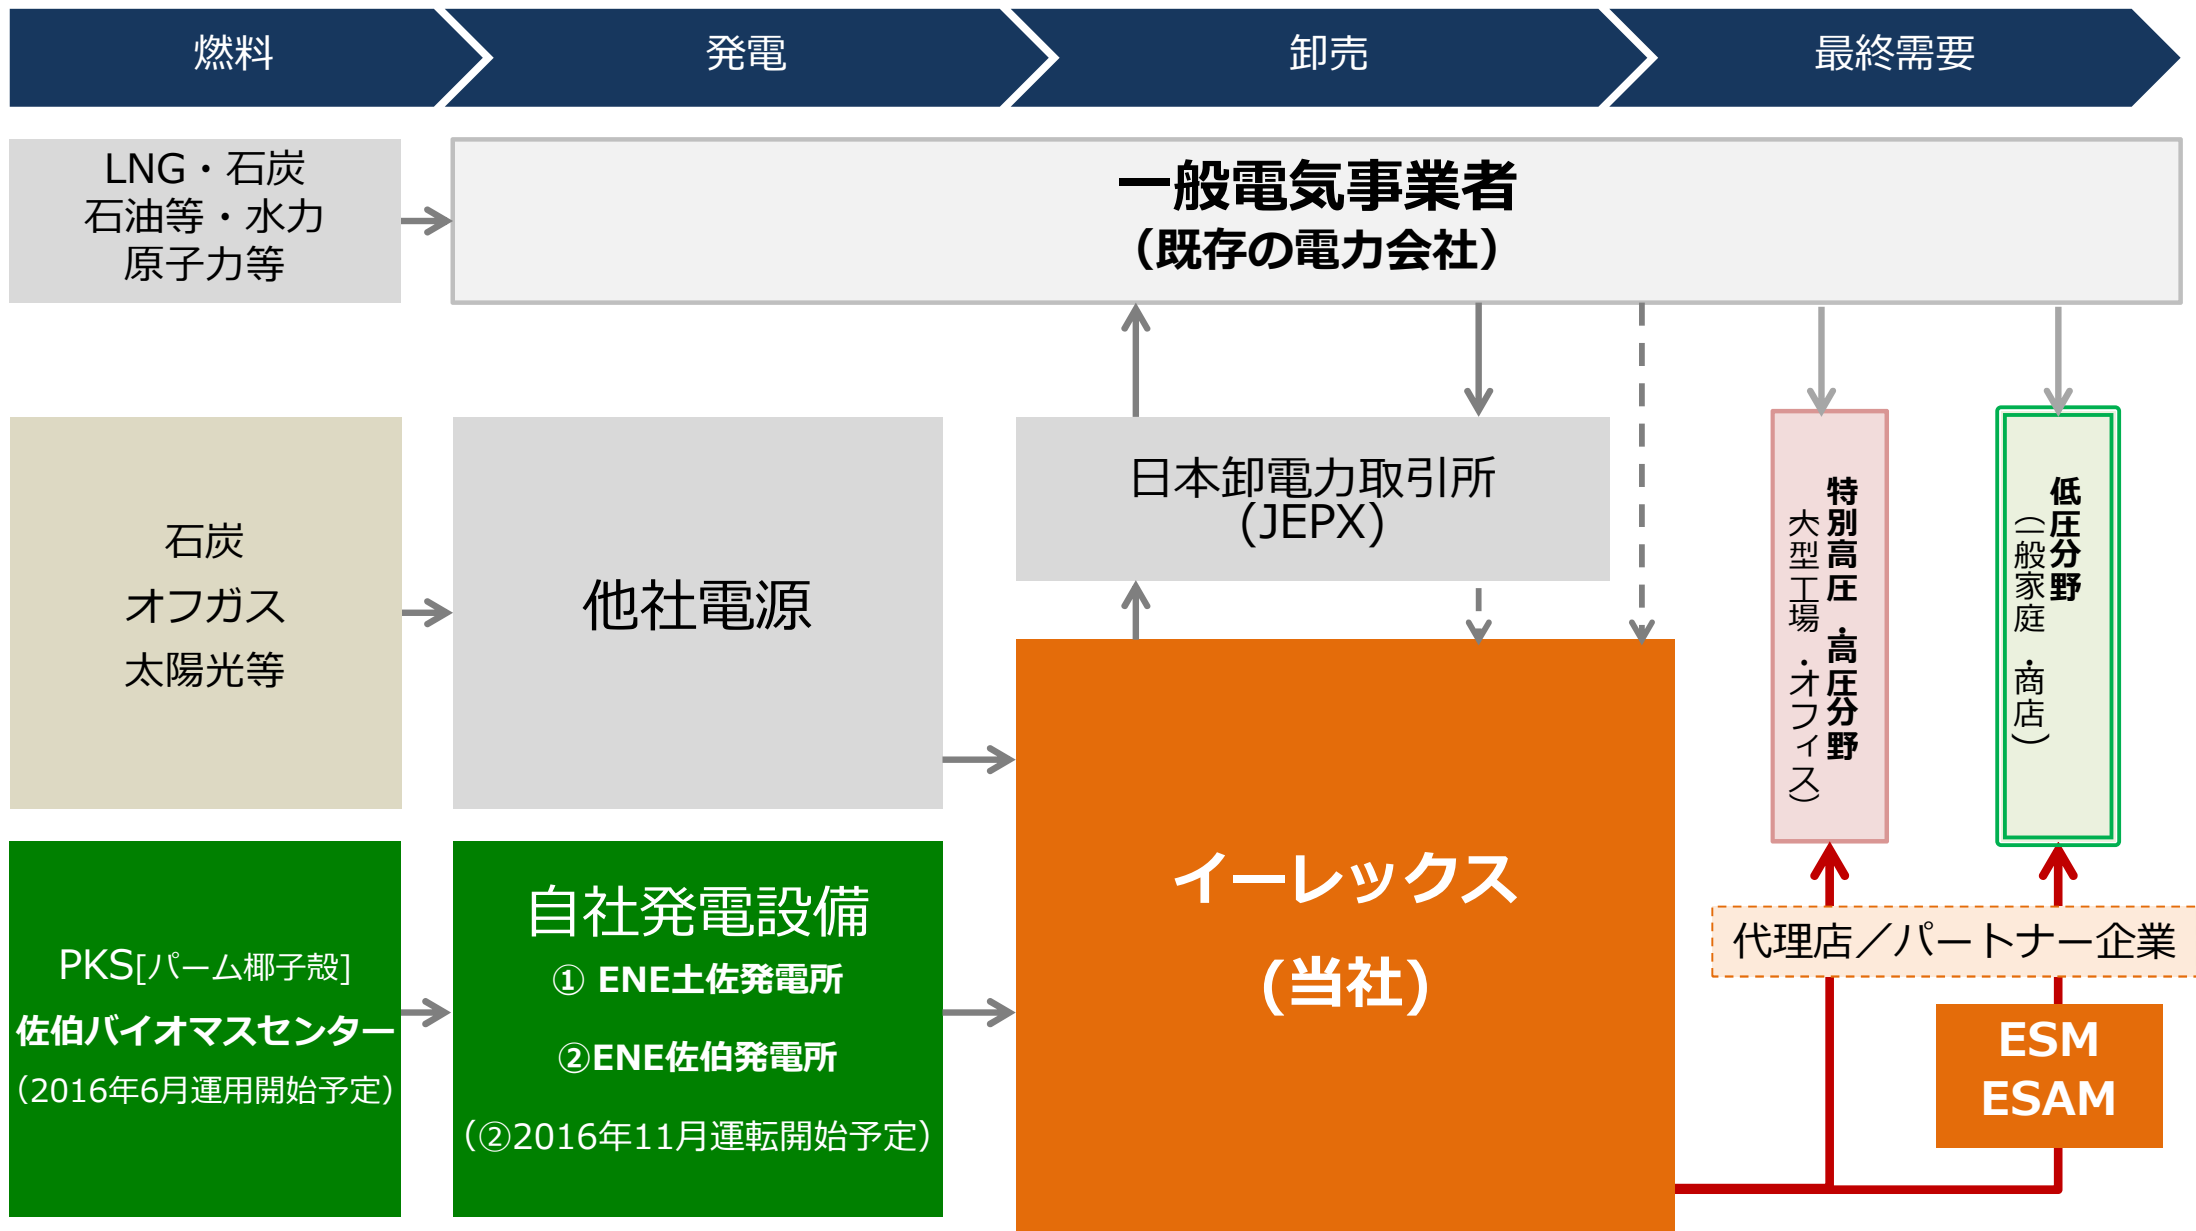 燃料
発電
卸売
最終需要
LNG・石炭
石油等・水力
原子力等
一般電気事業者
（既存の電力会社）
石炭
オフガス
太陽光等
他社電源
日本卸電力取引所
(JEPX)
特別高圧・高圧分野
（大型工場・オフィス）
低圧分野
（一般家庭・商店）
PKS[パーム椰子殻]
佐伯バイオマスセンター
（2016年6月運用開始予定）
自社発電設備
① ENE土佐発電所
②ENE佐伯発電所
（②2016年11月運転開始予定）
イーレックス
(当社)
代理店／パートナー企業
ESM
ESAM